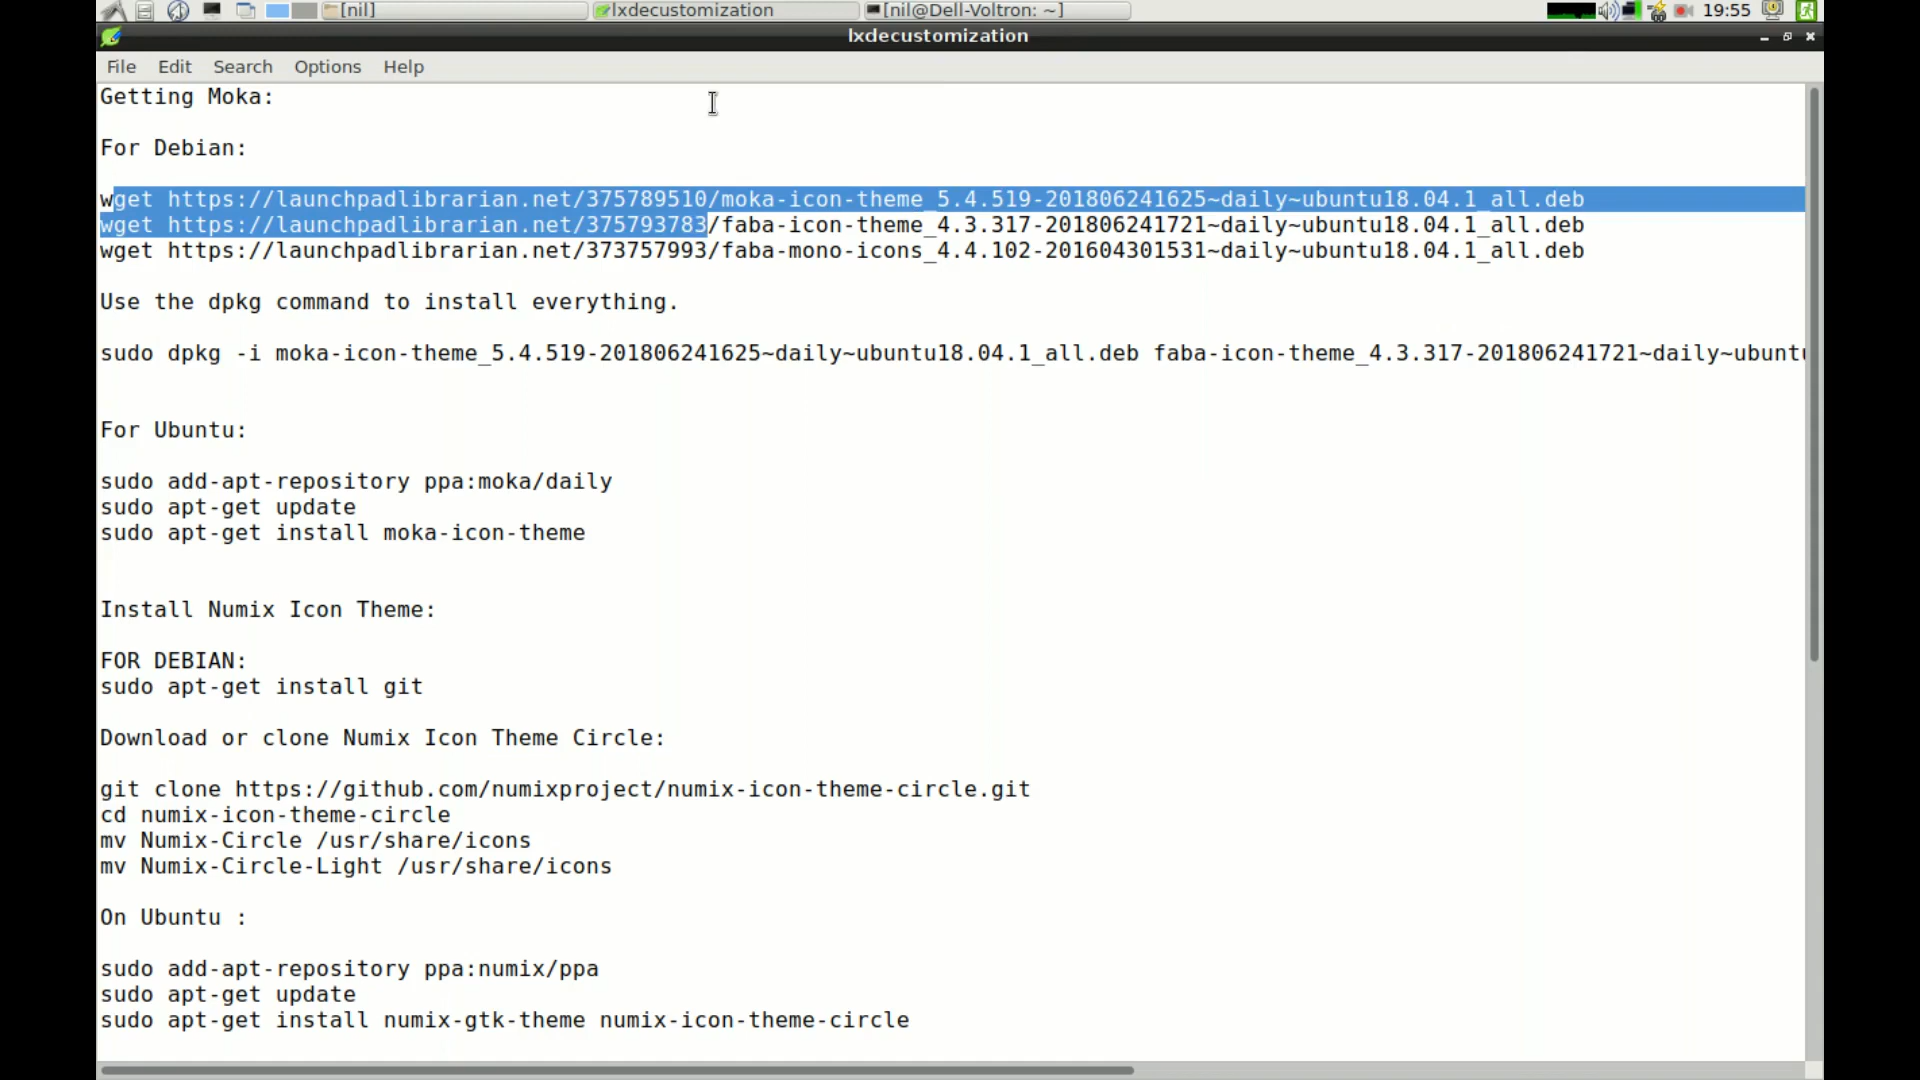 [nil]
lxdecustomization
[nil@Dell-Voltron: ~]
19:55
lxdecustomization
File Edit Search Options Help
Getting Moka:
For Debian:
wget https://launchpadlibrarian.net/375789510/moka-icon-theme_5.4.519-201806241625~daily~ubuntu18.04.1_all.deb
wget https://launchpadlibrarian.net/375793783/faba-icon-theme_4.3.317-201806241721~daily~ubuntu18.04.1_all.deb
wget https://launchpadlibrarian.net/373757993/faba-mono-icons_4.4.102-201604301531~daily~ubuntu18.04.1_all.deb
Use the dpkg command to install everything.
sudo dpkg -i moka-icon-theme_5.4.519-201806241625~daily~ubuntu18.04.1_all.deb faba-icon-theme_4.3.317-201806241721~daily~ubuntu
For Ubuntu:
sudo add-apt-repository ppa:moka/daily
sudo apt-get update
sudo apt-get install moka-icon-theme
Install Numix Icon Theme:
FOR DEBIAN:
sudo apt-get install git
Download or clone Numix Icon Theme Circle:
git clone https://github.com/numixproject/numix-icon-theme-circle.git
cd numix-icon-theme-circle
mv Numix-Circle /usr/share/icons
mv Numix-Circle-Light /usr/share/icons
On Ubuntu :
sudo add-apt-repository ppa:numix/ppa
sudo apt-get update
sudo apt-get install numix-gtk-theme numix-icon-theme-circle